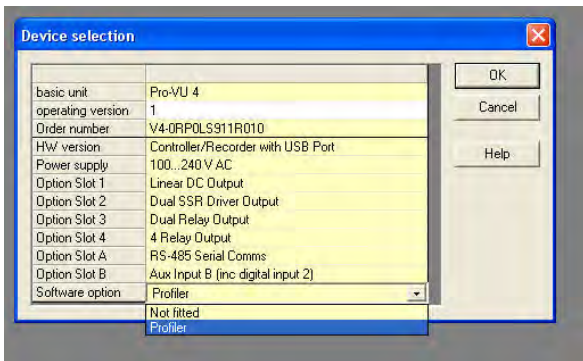 Device selection
basic unit Pro-VU 4
operating version 1
Order number V4-0RP0LS911R010
HW version Controller/Recorder with USB Port
Power supply 100...240 V AC
Option Slot 1 Linear DC Output
Option Slot 2 Dual SSR Driver Output
Option Slot 3 Dual Relay Output
Option Slot 4 4 Relay Output
Option Slot A RS-485 Serial Comms
Option Slot B Aux Input B (inc digital input 2)
Software option Profiler
Not fitted
Profiler
OK
Cancel
Help